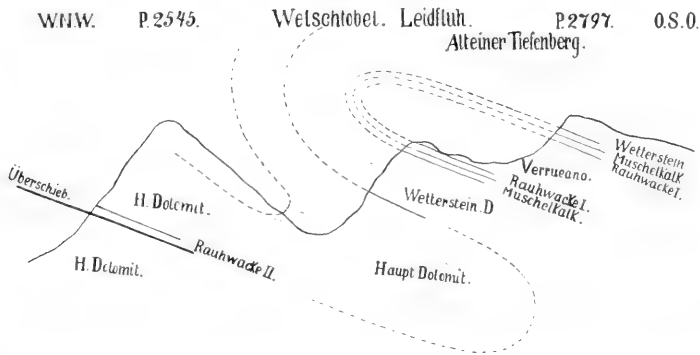 W.N.W. P. 2545. Welschtobel. Leidfluh. P. 2797. O.S.O.
Alteiner Tiefenberg.
Wetterstein
Muschelkalk.
Rauhwacke I.
Verrucano.
Rauhwacke I.
Muschelkalk.
Überschieb.
H. Dolomit.
Wetterstein. D
Rauhwacke II.
H. Dolomit.
Haupt Dolomit.